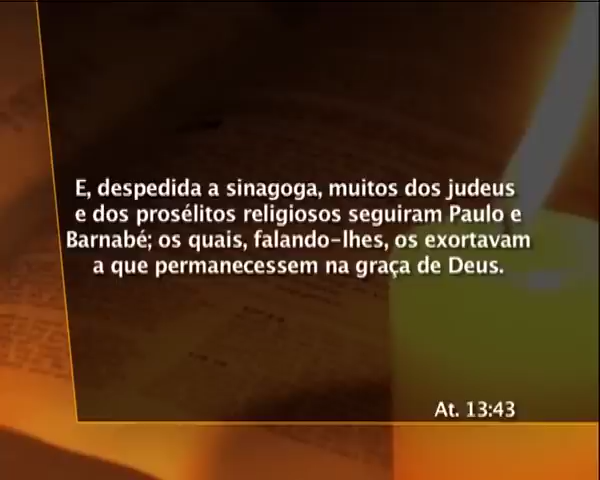 E, despedida a sinagoga, muitos dos judeus
e dos prosélitos religiosos seguiram Paulo e
Barnabé; os quais, falando-lhes, os exortavam
a que permanecessem na graça de Deus.
At. 13:43